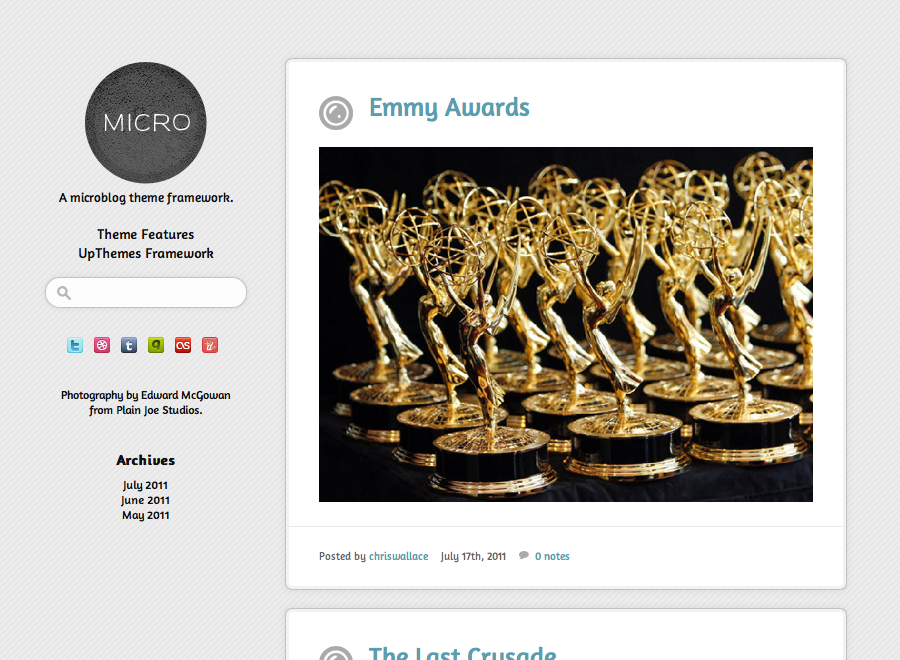 MICRO
A microblog theme framework.
Theme Features
UpThemes Framework
Photography by Edward McGowan
from Plain Joe Studios.
Archives
July 2011
June 2011
May 2011
Emmy Awards
Posted by chriswallace July 17th, 2011 0 notes
The Last Crusade